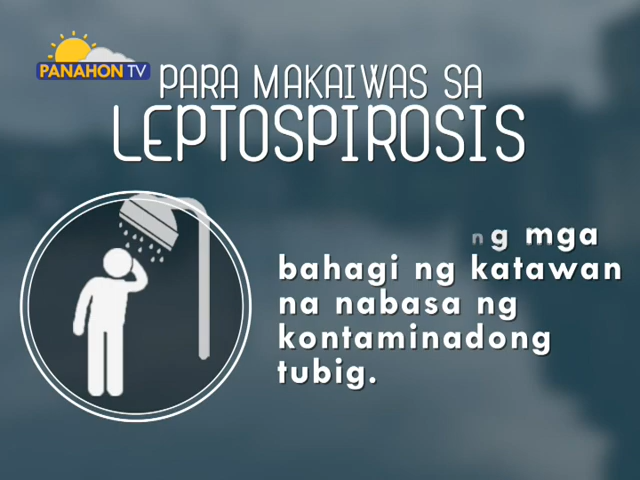 PANAHON TV
PARA MAKAIWAS SA
LEPTOSPIROSIS
ng mga
bahagi ng katawan
na nabasa ng
kontaminadong
tubig.